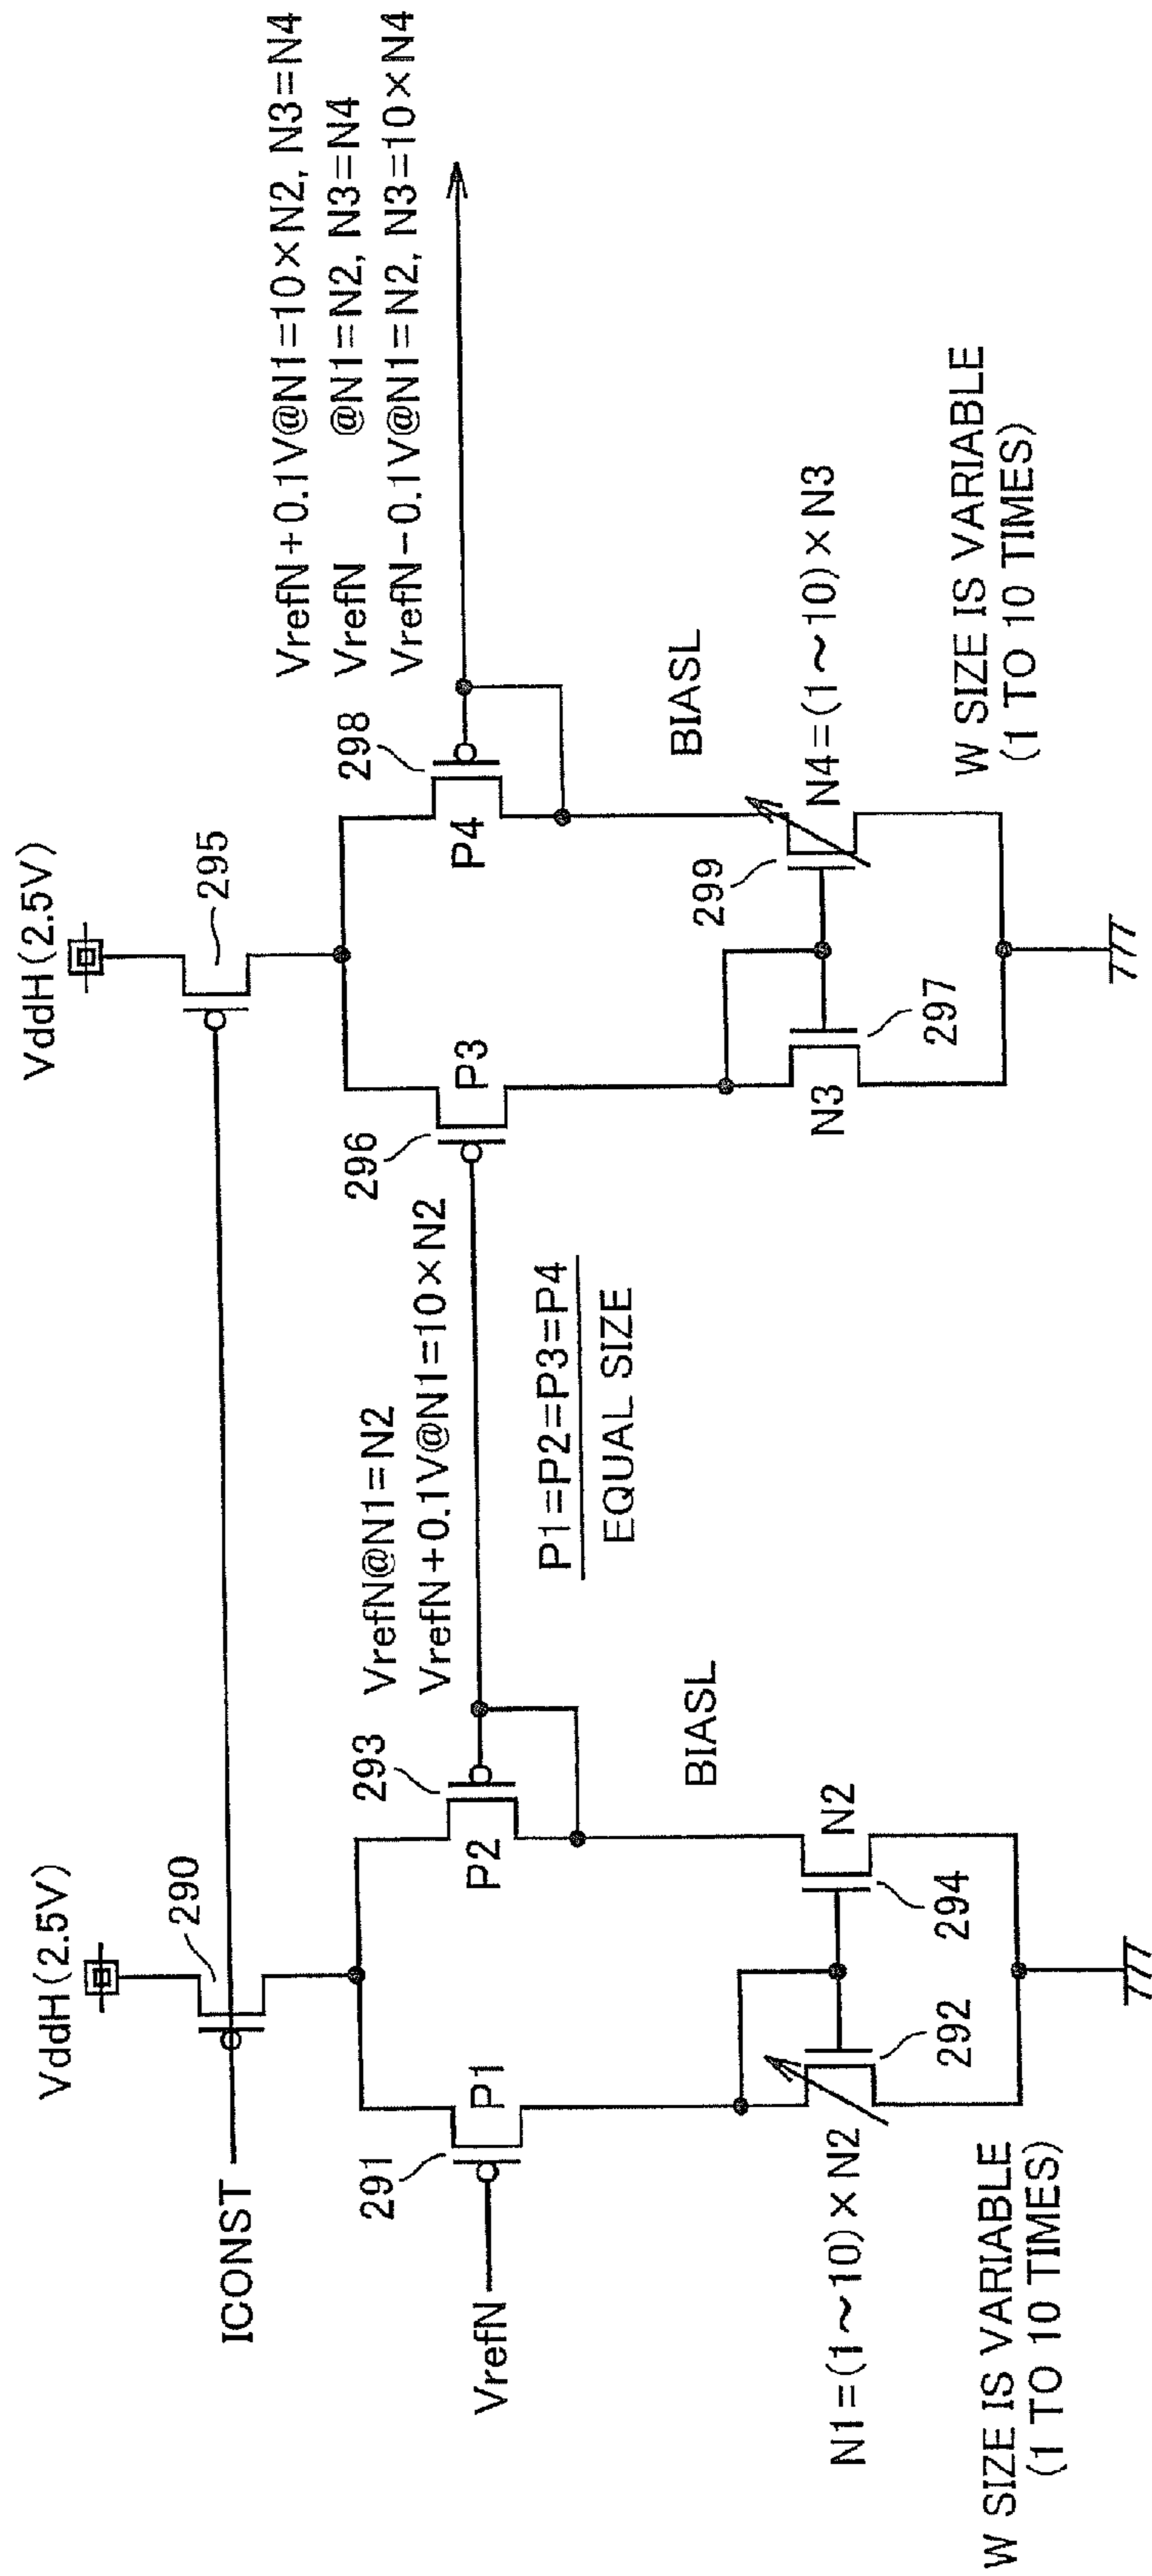 VddH(2.5V)
290
ICONST
291
P1
VrefN
P2
293
VrefN@N1=N2
VrefN+0.1V@N1=10×N2
P1=P2=P3=P4
EQUAL SIZE
BIASL
N1=(1~10)×N2
292
N2
294
W SIZE IS VARIABLE
(1 TO 10 TIMES)
VddH(2.5V)
295
296
P3
P4
298
VrefN+0.1V@N1=10×N2, N3=N4
VrefN @N1=N2, N3=N4
VrefN-0.1V@N1=N2, N3=10×N4
BIASL
299
N4=(1~10)×N3
N3
297
W SIZE IS VARIABLE
(1 TO 10 TIMES)